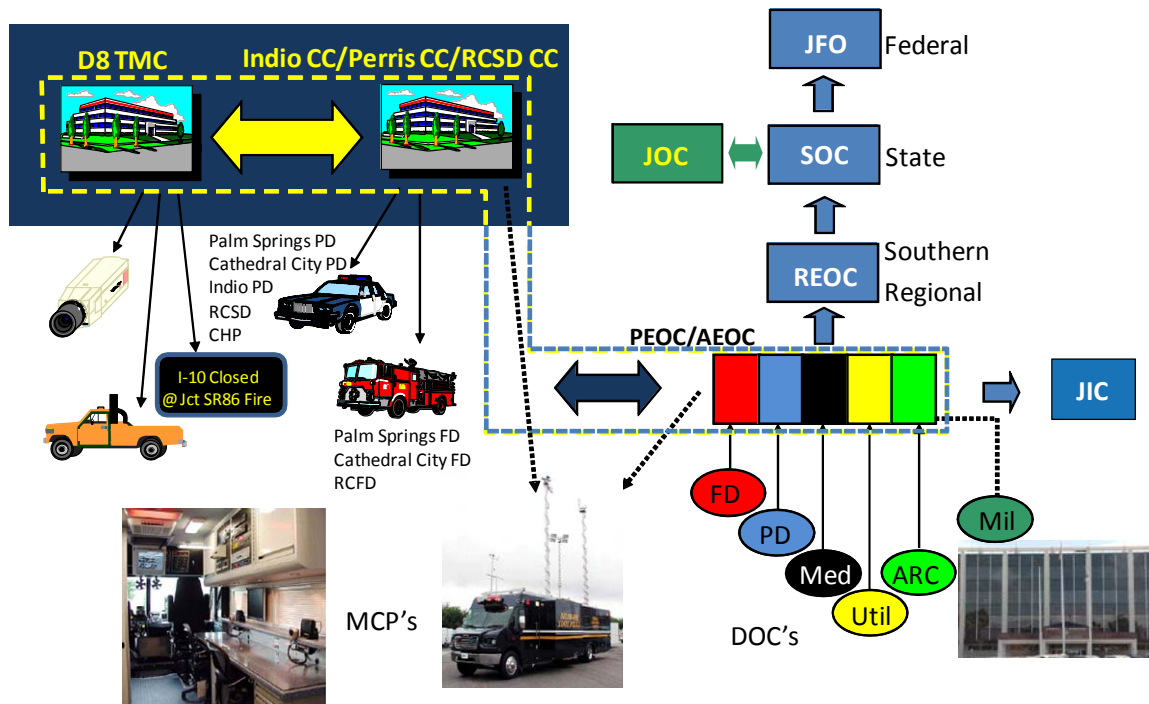 D8 TMC
Indio CC/Perris CC/RCSD CC
JFO
Federal
JOC
SOC
State
REOC
Southern
Regional
Palm Springs PD
Cathedral City PD
Indio PD
RCSD
CHP
I-10 Closed
@ Jct SR86 Fire
Palm Springs FD
Cathedral City FD
RCFD
PEOC/AEOC
JIC
FD
PD
Med
Util
ARC
Mil
MCP's
DOC's